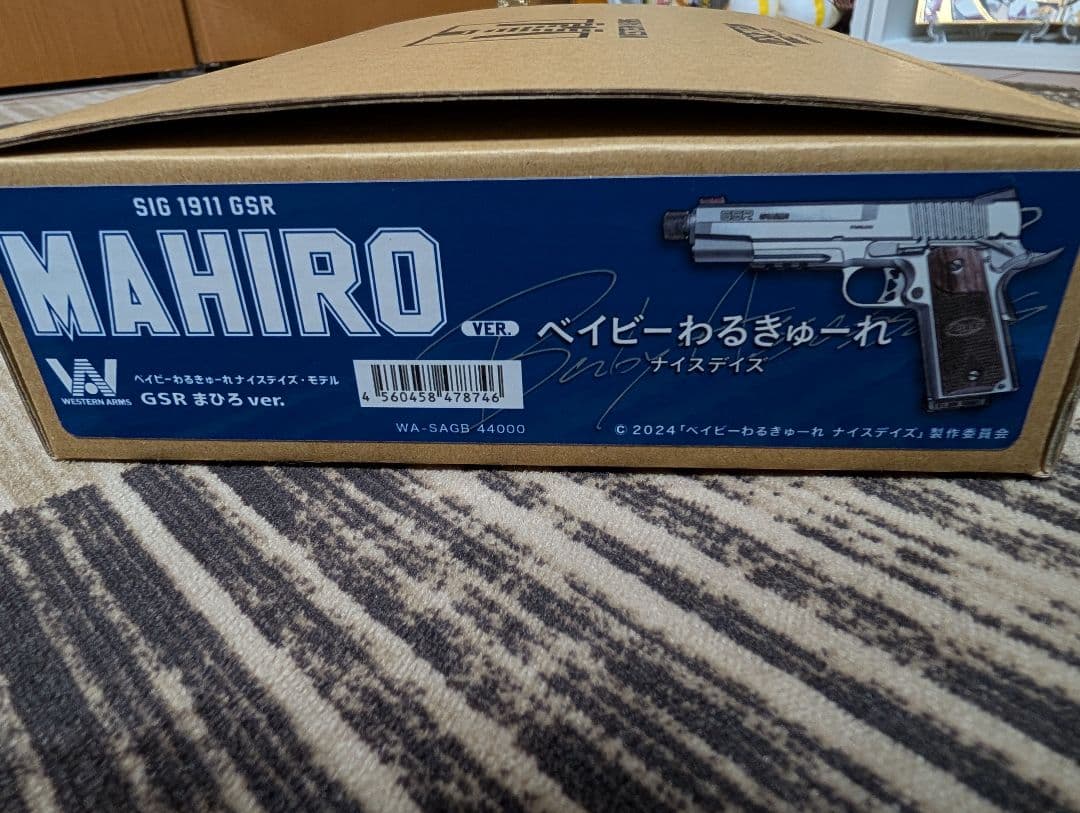 WESTERN ARMS
SIG 1911 GSR
MAHIRO
VER.
ベイビーわるきゅーれ
ナイスデイズ
GSR
WESTERN ARMS
ベイビーわるきゅーれ ナイスデイズ・モデル
GSR まひろ ver.
4 560458 478746
WA-SAGB 44000
© 2024「ベイビーわるきゅーれ ナイスデイズ」製作委員会